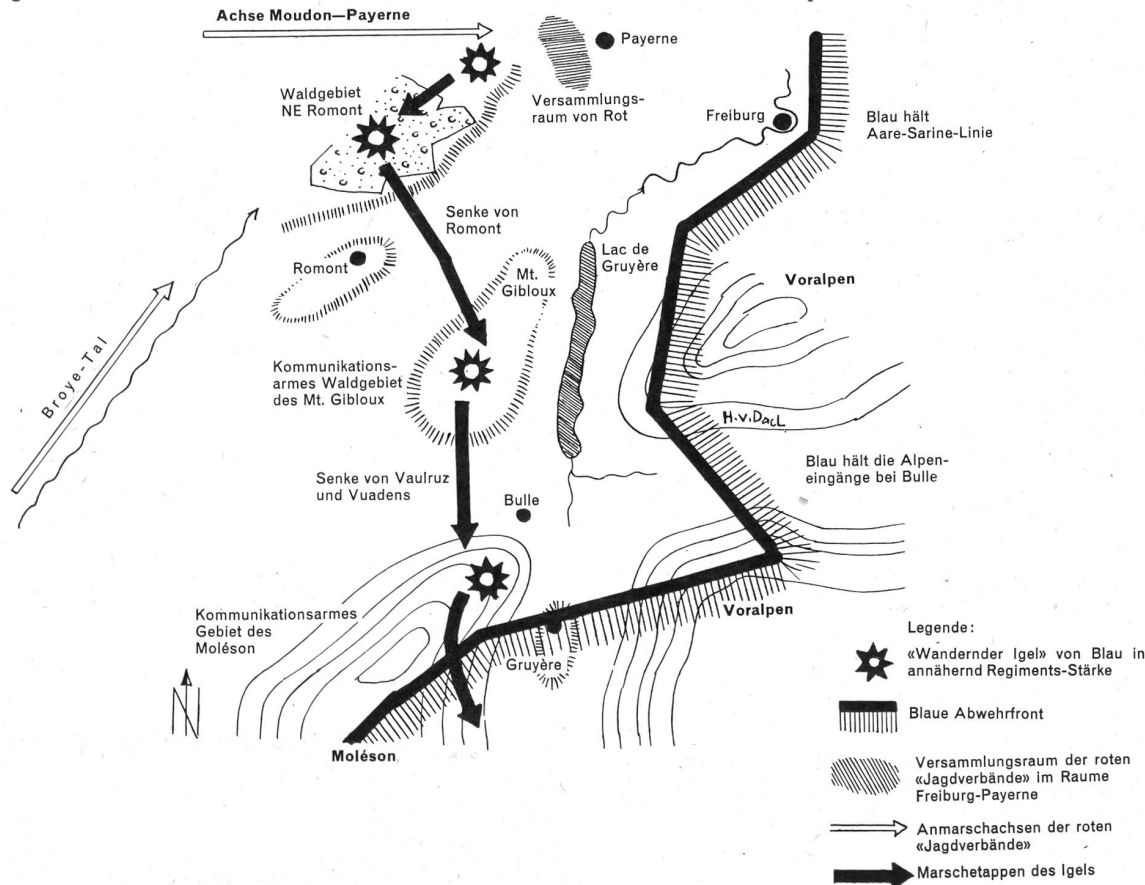 Achse Moudon—Payerne
Payerne
Waldgebiet
NE Romont
Versammlungs-
raum von Rot
Freiburg
Blau hält
Aare-Sarine-Linie
Senke von
Romont
Lac de
Gruyère
Romont
Mt.
Gibloux
Voralpen
Broye-Tal
Kommunikations-
armes Waldgebiet
des Mt. Gibloux
H.v.Dach
Senke von Vaulruz
und Vuadens
Blau hält die Alpen-
eingänge bei Bulle
Bulle
Kommunikationsarmes
Gebiet des
Moléson
Voralpen
Gruyère
N
Moléson
Legende:
«Wandernder Igel» von Blau in
annähernd Regiments-Stärke
Blaue Abwehrfront
Versammlungsraum der roten
«Jagdverbände» im Raume
Freiburg-Payerne
Anmarschachsen der roten
«Jagdverbände»
Marschetappen des Igels